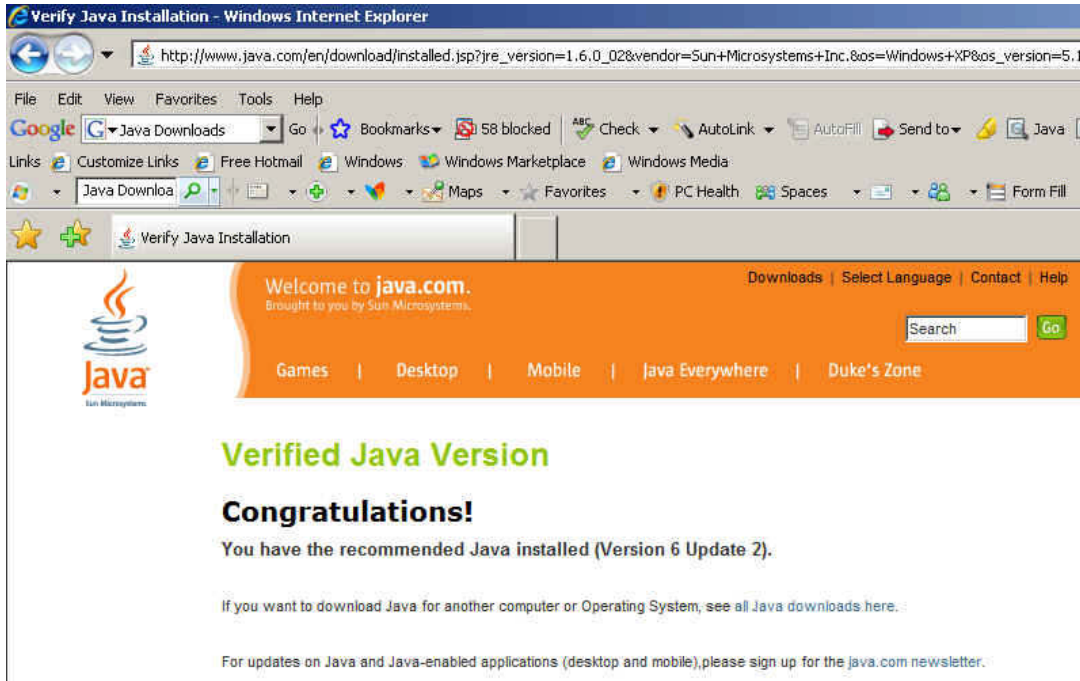 Verify Java Installation - Windows Internet Explorer
http://www.java.com/en/download/installed.jsp?jre_version=1.6.0_02&vendor=Sun+Microsystems+Inc.&os=Windows+XP&os_version=5.1
File Edit View Favorites Tools Help
Google G Java Downloads Go Bookmarks 58 blocked ABC Check AutoLink AutoFill Send to Java
Links Customize Links Free Hotmail Windows Windows Marketplace Windows Media
Java Downloa Maps Favorites PC Health Spaces Form Fill
Verify Java Installation
Java
Sun Microsystems
Welcome to java.com.
Brought to you by Sun Microsystems.
Downloads | Select Language | Contact | Help
Search Go
Games | Desktop | Mobile | Java Everywhere | Duke's Zone
Verified Java Version
Congratulations!
You have the recommended Java installed (Version 6 Update 2).
If you want to download Java for another computer or Operating System, see all Java downloads here.
For updates on Java and Java-enabled applications (desktop and mobile),please sign up for the java.com newsletter.